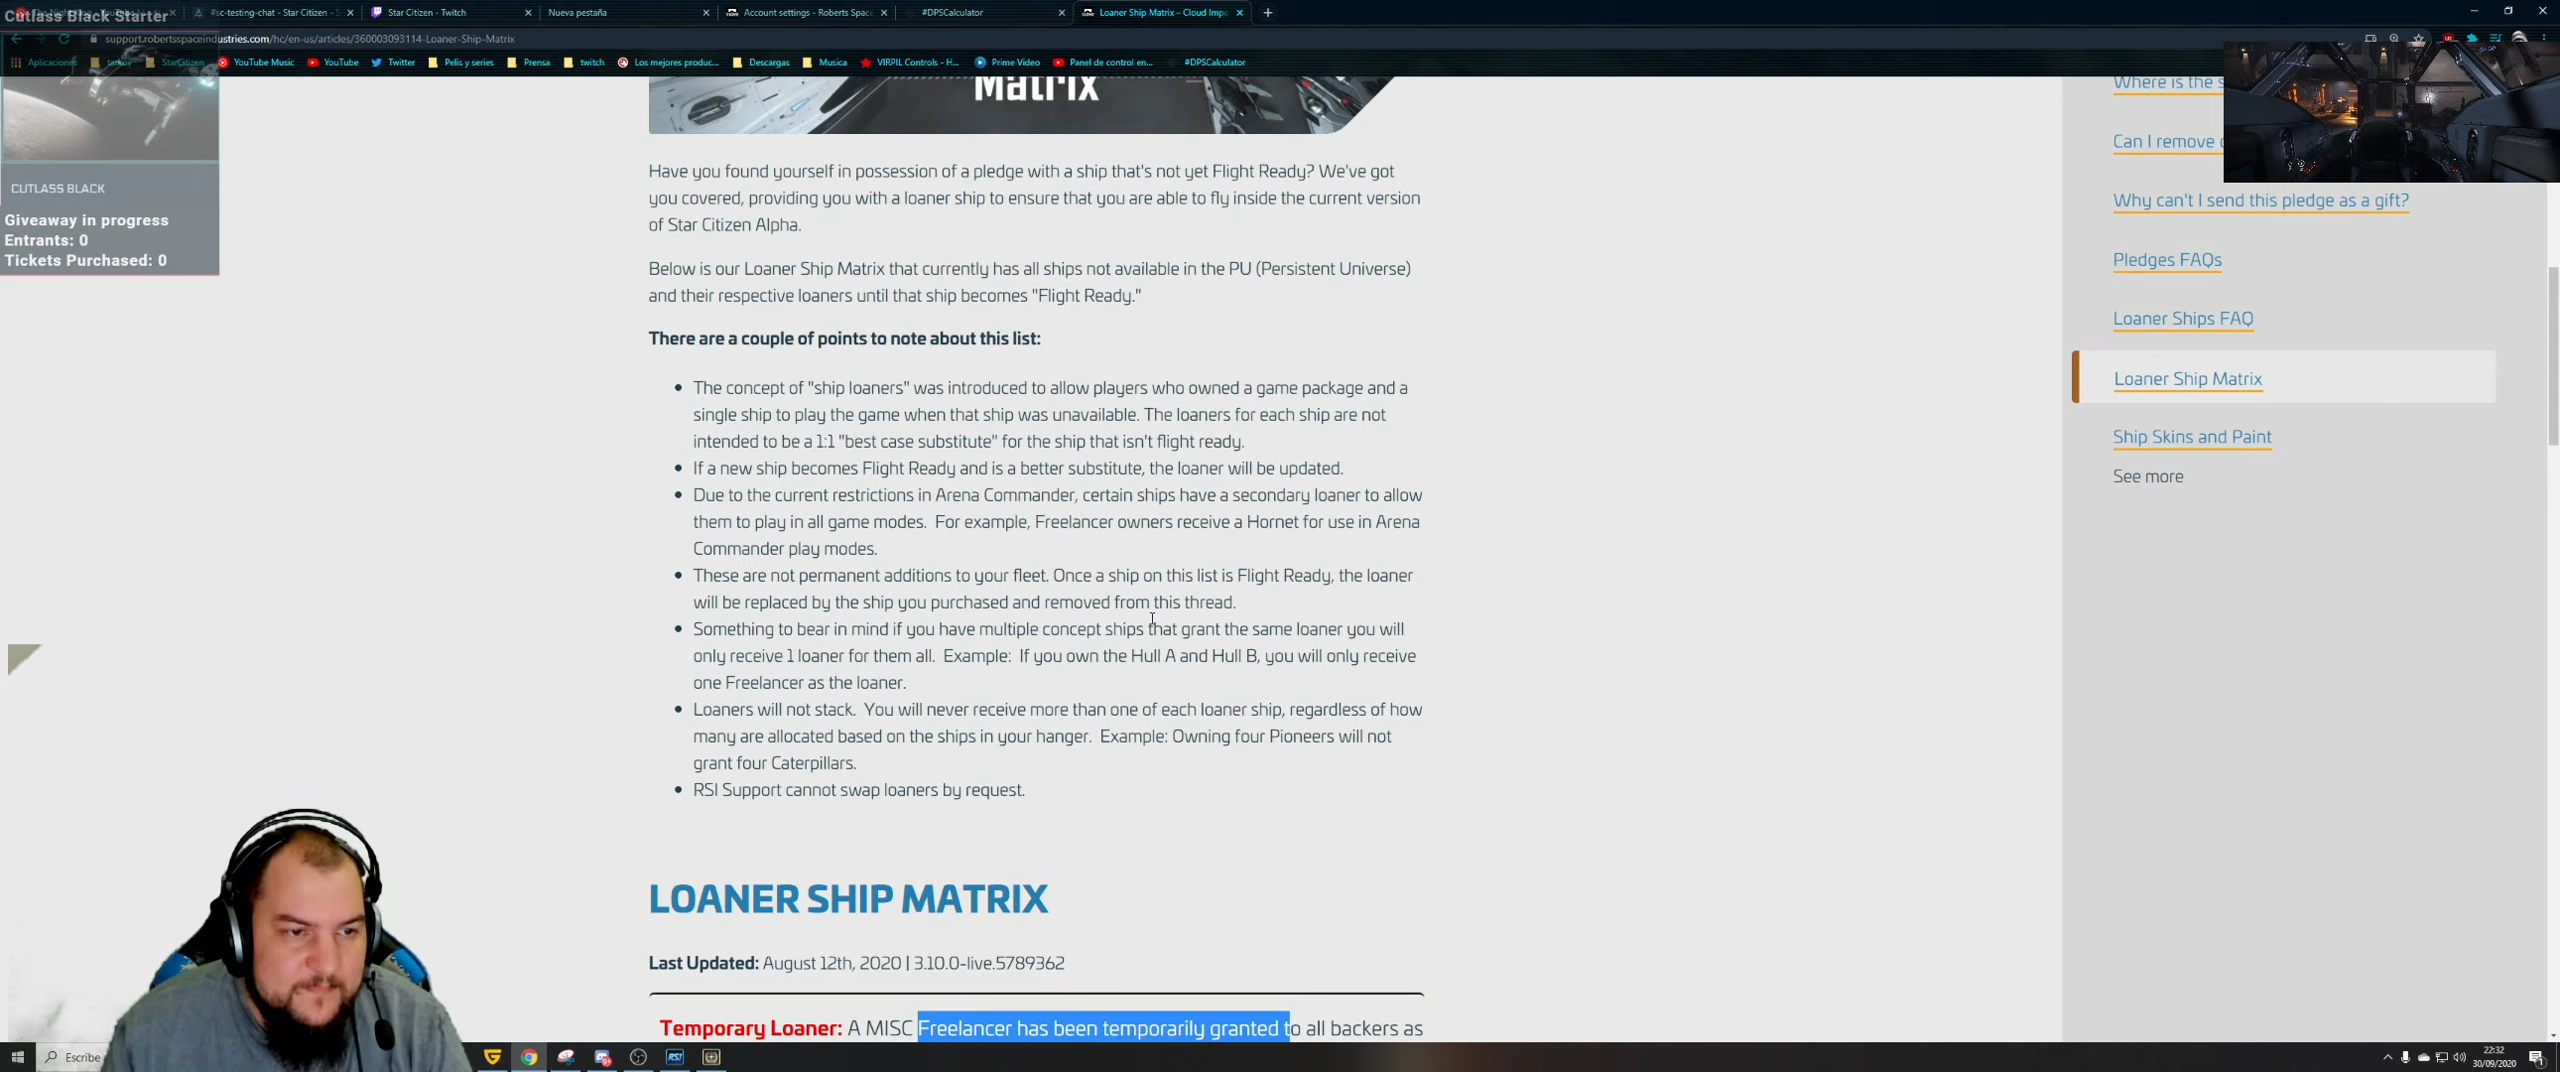 Cutlass Black Starter
#sc-testing-chat - Star Citizen - S
Star Citizen - Twitch
Nueva pestaña
Account settings - Roberts Space
#DPSCalculator
Loaner Ship Matrix – Cloud Imp
support.robertsspaceindustries.com/hc/en-us/articles/360003093114-Loaner-Ship-Matrix
Aplicaciones
tarkov
StarCitizen
YouTube Music
YouTube
Twitter
Pelis y series
Prensa
twitch
Los mejores produc...
Descargas
Musica
VIRPIL Controls - H...
Prime Video
Panel de control en...
#DPSCalculator
CUTLASS BLACK
Giveaway in progress
Entrants: 0
Tickets Purchased: 0
Matrix
Have you found yourself in possession of a pledge with a ship that's not yet Flight Ready? We've got
you covered, providing you with a loaner ship to ensure that you are able to fly inside the current version
of Star Citizen Alpha.
Below is our Loaner Ship Matrix that currently has all ships not available in the PU (Persistent Universe)
and their respective loaners until that ship becomes "Flight Ready."
There are a couple of points to note about this list:
The concept of "ship loaners" was introduced to allow players who owned a game package and a
single ship to play the game when that ship was unavailable. The loaners for each ship are not
intended to be a 1:1 "best case substitute" for the ship that isn't flight ready.
If a new ship becomes Flight Ready and is a better substitute, the loaner will be updated.
Due to the current restrictions in Arena Commander, certain ships have a secondary loaner to allow
them to play in all game modes. For example, Freelancer owners receive a Hornet for use in Arena
Commander play modes.
These are not permanent additions to your fleet. Once a ship on this list is Flight Ready, the loaner
will be replaced by the ship you purchased and removed from this thread.
Something to bear in mind if you have multiple concept ships that grant the same loaner you will
only receive 1 loaner for them all. Example: If you own the Hull A and Hull B, you will only receive
one Freelancer as the loaner.
Loaners will not stack. You will never receive more than one of each loaner ship, regardless of how
many are allocated based on the ships in your hanger. Example: Owning four Pioneers will not
grant four Caterpillars.
RSI Support cannot swap loaners by request.
LOANER SHIP MATRIX
Last Updated: August 12th, 2020 | 3.10.0-live.5789362
Temporary Loaner: A MISC Freelancer has been temporarily granted to all backers as
Where is the s
Can I remove
Why can't I send this pledge as a gift?
Pledges FAQs
Loaner Ships FAQ
Loaner Ship Matrix
Ship Skins and Paint
See more
Escribe
RSI
22:32
30/09/2020